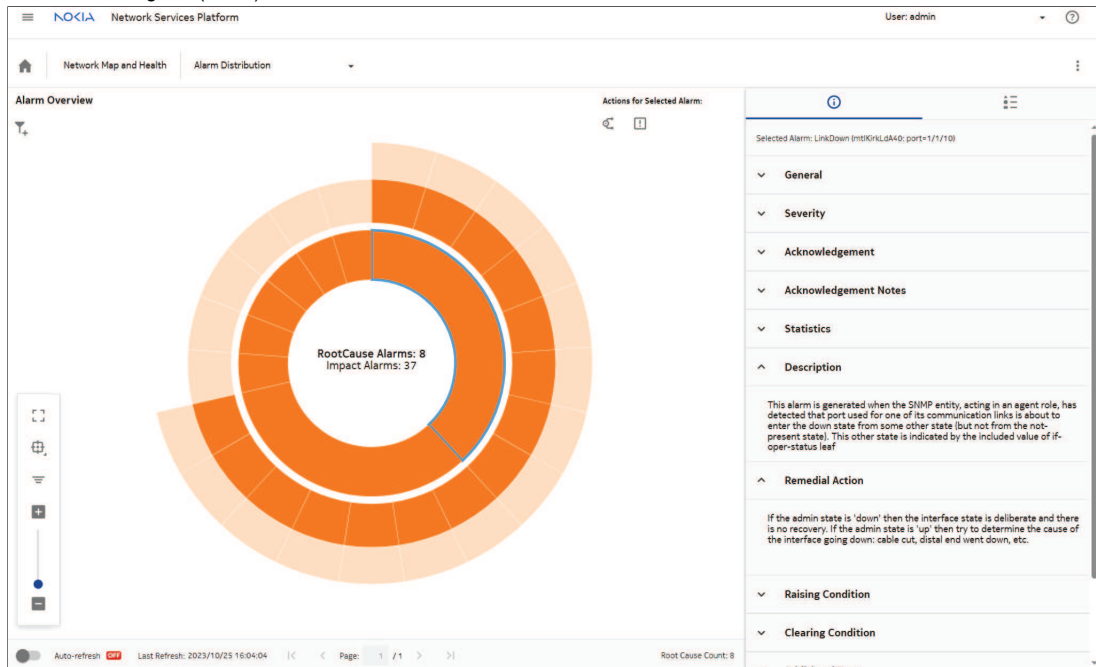 NOKIA Network Services Platform
User: admin
Network Map and Health
Alarm Distribution
Alarm Overview
Actions for Selected Alarm:
RootCause Alarms: 8
Impact Alarms: 37
Selected Alarm: LinkDown (mtlKirkLdA40: port=1/1/10)
General
Severity
Acknowledgement
Acknowledgement Notes
Statistics
Description
This alarm is generated when the SNMP entity, acting in an agent role, has
detected that port used for one of its communication links is about to
enter the down state from some other state (but not from the not-
present state). This other state is indicated by the included value of if-
oper-status leaf
Remedial Action
If the admin state is 'down' then the interface state is deliberate and there
is no recovery. If the admin state is 'up' then try to determine the cause of
the interface going down: cable cut, distal end went down, etc.
Raising Condition
Clearing Condition
Auto-refresh OFF Last Refresh: 2023/10/25 16:04:04 Page: 1 / 1 Root Cause Count: 8